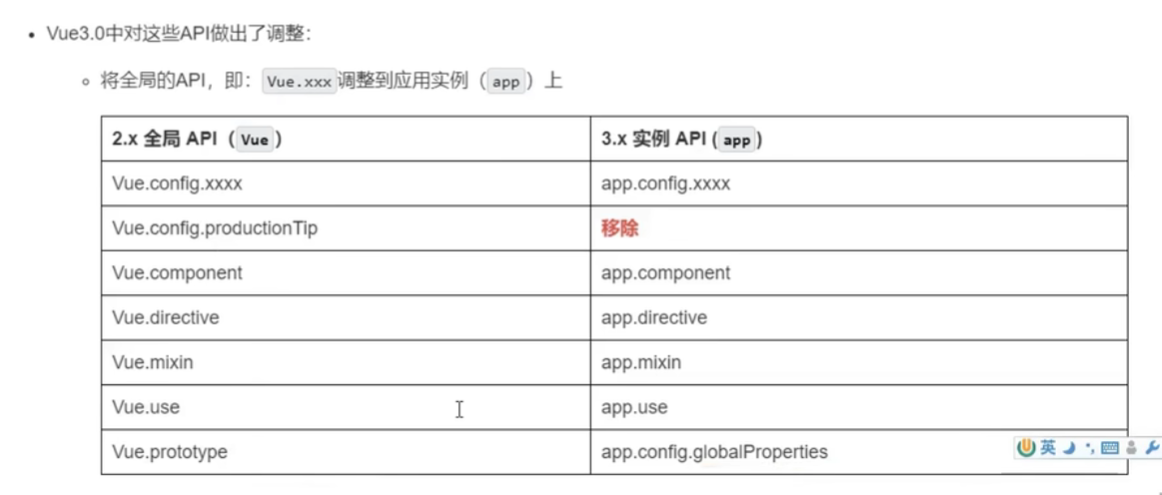 Vue3.0中对这些API做出了调整：
将全局的API，即：Vue.xxx调整到应用实例（app）上
2.x 全局 API（Vue）	3.x 实例 API (app)
Vue.config.xxxx	app.config.xxxx
Vue.config.productionTip	移除
Vue.component	app.component
Vue.directive	app.directive
Vue.mixin	app.mixin
Vue.use	app.use
Vue.prototype	app.config.globalProperties
英